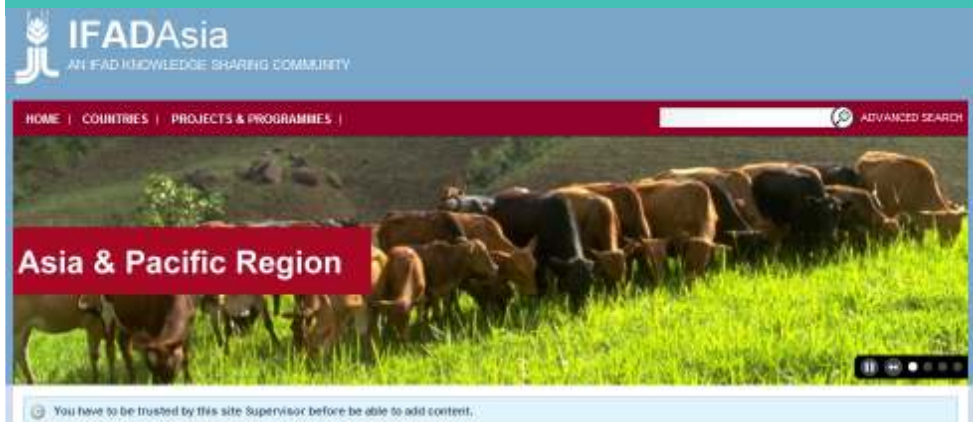 IFADAsia
AN IFAD KNOWLEDGE SHARING COMMUNITY
HOME | COUNTRIES | PROJECTS & PROGRAMMES |
ADVANCED SEARCH
Asia & Pacific Region
You have to be trusted by this site Supervisor before be able to add content.